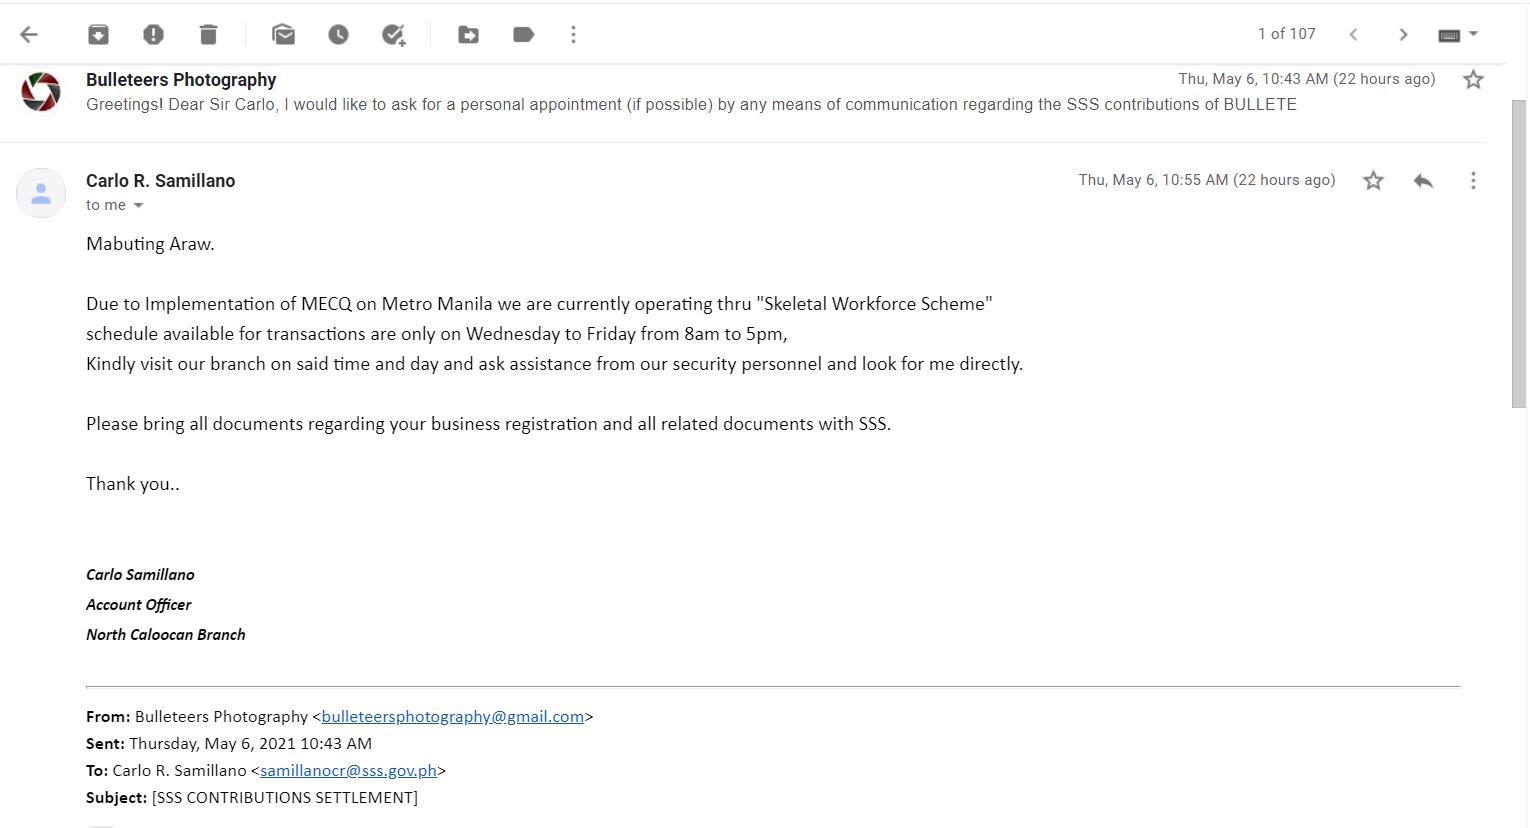 1 of 107
Bulleteers Photography
Thu, May 6, 10:43 AM (22 hours ago)
Greetings! Dear Sir Carlo, I would like to ask for a personal appointment (if possible) by any means of communication regarding the SSS contributions of BULLETE
Carlo R. Samillano
Thu, May 6, 10:55 AM (22 hours ago)
to me
Mabuting Araw.
Due to Implementation of MECQ on Metro Manila we are currently operating thru "Skeletal Workforce Scheme"
schedule available for transactions are only on Wednesday to Friday from 8am to 5pm,
Kindly visit our branch on said time and day and ask assistance from our security personnel and look for me directly.
Please bring all documents regarding your business registration and all related documents with SSS.
Thank you..
Carlo Samillano
Account Officer
North Caloocan Branch
From: Bulleteers Photography <bulleteersphotography@gmail.com>
Sent: Thursday, May 6, 2021 10:43 AM
To: Carlo R. Samillano <samillanocr@sss.gov.ph>
Subject: [SSS CONTRIBUTIONS SETTLEMENT]